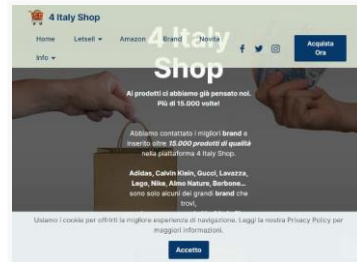 4 Italy Shop
Home
Letsell
Amazon
Brand
Novità
Info
Acquista
Ora
4 Italy
Shop
Ai prodotti ci abbiamo già pensato noi.
Più di 15.000 volte!
Abbiamo contattato i migliori brand e
inserito oltre 15.000 prodotti di qualità
nella piattaforma 4 Italy Shop.
Adidas, Calvin Klein, Gucci, Lavazza,
Lego, Nike, Almo Nature, Borbone...
sono solo alcuni dei grandi brand che
trovi,
Usiamo i cookie per offrirti la migliore esperienza di navigazione. Leggi la nostra Privacy Policy per
maggiori informazioni.
Accetto